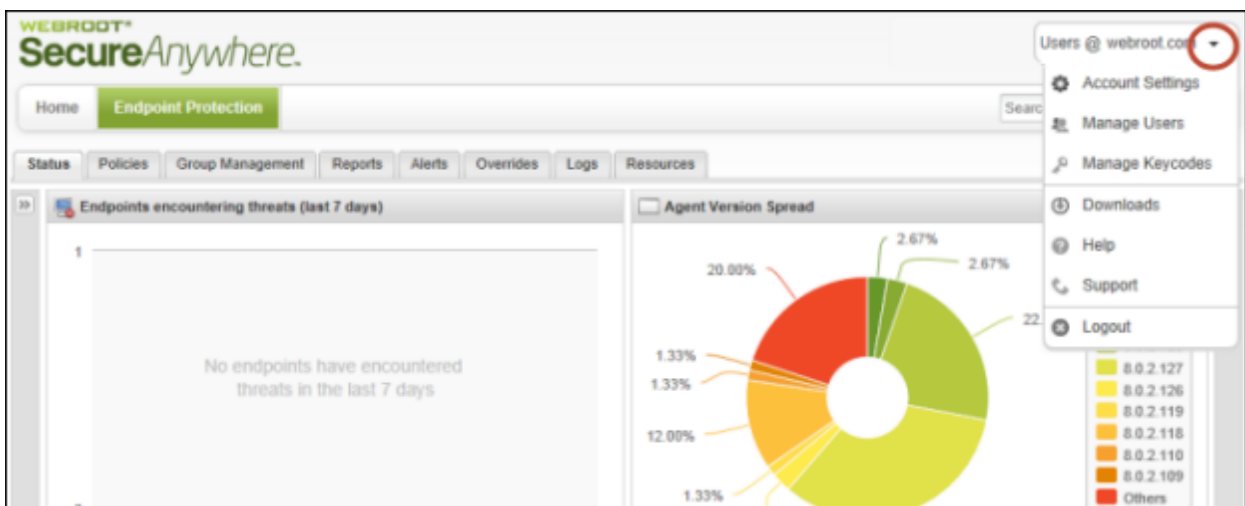 WEBROOT®
SecureAnywhere.
Users @ webroot.com
Account Settings
Manage Users
Manage Keycodes
Downloads
Help
Support
Logout
Home Endpoint Protection
Searc
Status Policies Group Management Reports Alerts Overrides Logs Resources
Endpoints encountering threats (last 7 days)
1
No endpoints have encountered
threats in the last 7 days
Agent Version Spread
2.67%
2.67%
20.00%
22.
1.33%
1.33%
12.00%
1.33%
8.0.2.127
8.0.2.126
8.0.2.119
8.0.2.118
8.0.2.110
8.0.2.109
Others